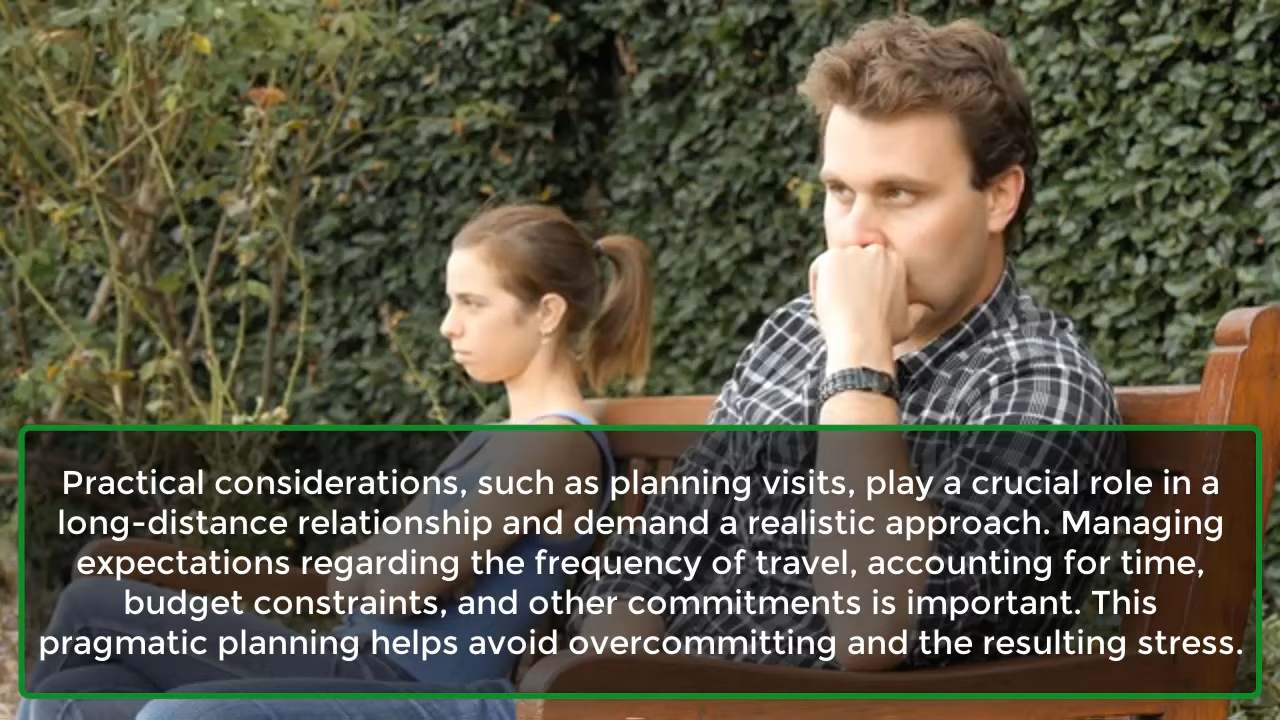 Practical considerations, such as planning visits, play a crucial role in a
long-distance relationship and demand a realistic approach. Managing
expectations regarding the frequency of travel, accounting for time,
budget constraints, and other commitments is important. This
pragmatic planning helps avoid overcommitting and the resulting stress.